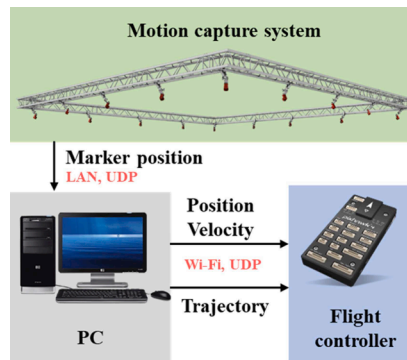 Motion capture system
Marker position
LAN, UDP
Position
Velocity
Wi-Fi, UDP
Trajectory
PC
Flight
controller